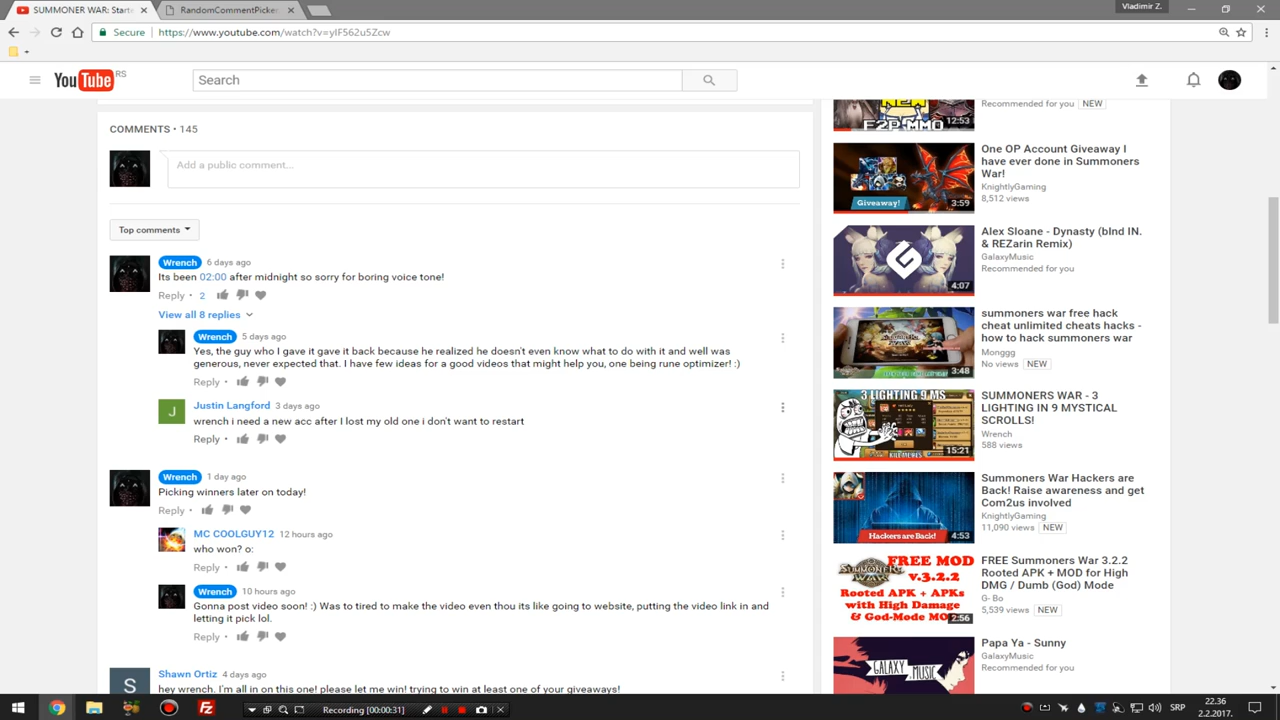 SUMMONER WAR: Starte
RandomCommentPicker
Vladimir Z.
Secure
https://www.youtube.com/watch?v=yIF562u5Zcw
YouTube RS
Search
COMMENTS • 145
Add a public comment...
Top comments
Wrench 6 days ago
Its been 02:00 after midnight so sorry for boring voice tone!
Reply • 2
View all 8 replies
Wrench 5 days ago
Yes, the guy who I gave it gave it back because he realized he doesn't even know what to do with it and well was
generous, never expected that. I have few ideas for a good videos that might help you, one being rune optimizer! :)
Reply •
J
Justin Langford 3 days ago
wrench I nead a new acc after I lost my old one i don't want to restart
Reply •
Wrench 1 day ago
Picking winners later on today!
Reply •
MC COOLGUY12 12 hours ago
who won? o:
Reply •
Wrench 10 hours ago
Gonna post video soon! :) Was to tired to make the video even thou its like going to website, putting the video link in and
letting it pick lol.
Reply •
S
Shawn Ortiz 4 days ago
hey wrench. I'm all in on this one! please let me win! trying to win at least one of your giveaways!
NEW
F2P MMO
12:53
Recommended for you NEW
Giveaway!
3:59
One OP Account Giveaway I
have ever done in Summoners
War!
KnightlyGaming
8,512 views
4:07
Alex Sloane - Dynasty (blnd IN.
& REZarin Remix)
GalaxyMusic
Recommended for you
3:48
summoners war free hack
cheat unlimited cheats hacks -
how to hack summoners war
Monggg
No views NEW
3 LIGHTING 9 MS
KILL ME PLS
15:21
SUMMONERS WAR - 3
LIGHTING IN 9 MYSTICAL
SCROLLS!
Wrench
588 views
Hackers are Back!
4:53
Summoners War Hackers are
Back! Raise awareness and get
Com2us involved
KnightlyGaming
11,090 views NEW
SUMMONERS WAR
FREE MOD
v.3.2.2
Rooted APK + APKs
with High Damage
& God-Mode MO
2:56
FREE Summoners War 3.2.2
Rooted APK + MOD for High
DMG / Dumb (God) Mode
G- Bo
5,539 views NEW
GALAXY MUSIC
Papa Ya - Sunny
GalaxyMusic
Recommended for you
Recording [00:00:31]
SRP
22.36
2.2.2017.